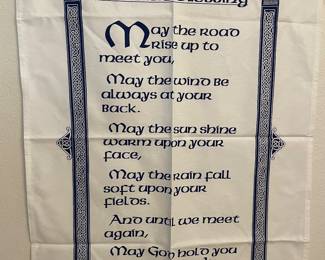 Blessing
May the road
rise up to
meet you,
May the wind be
always at your
back.
May the sun shine
warm upon your
face,
May the rain fall
soft upon your
fields.
And until we meet
again,
May God hold you